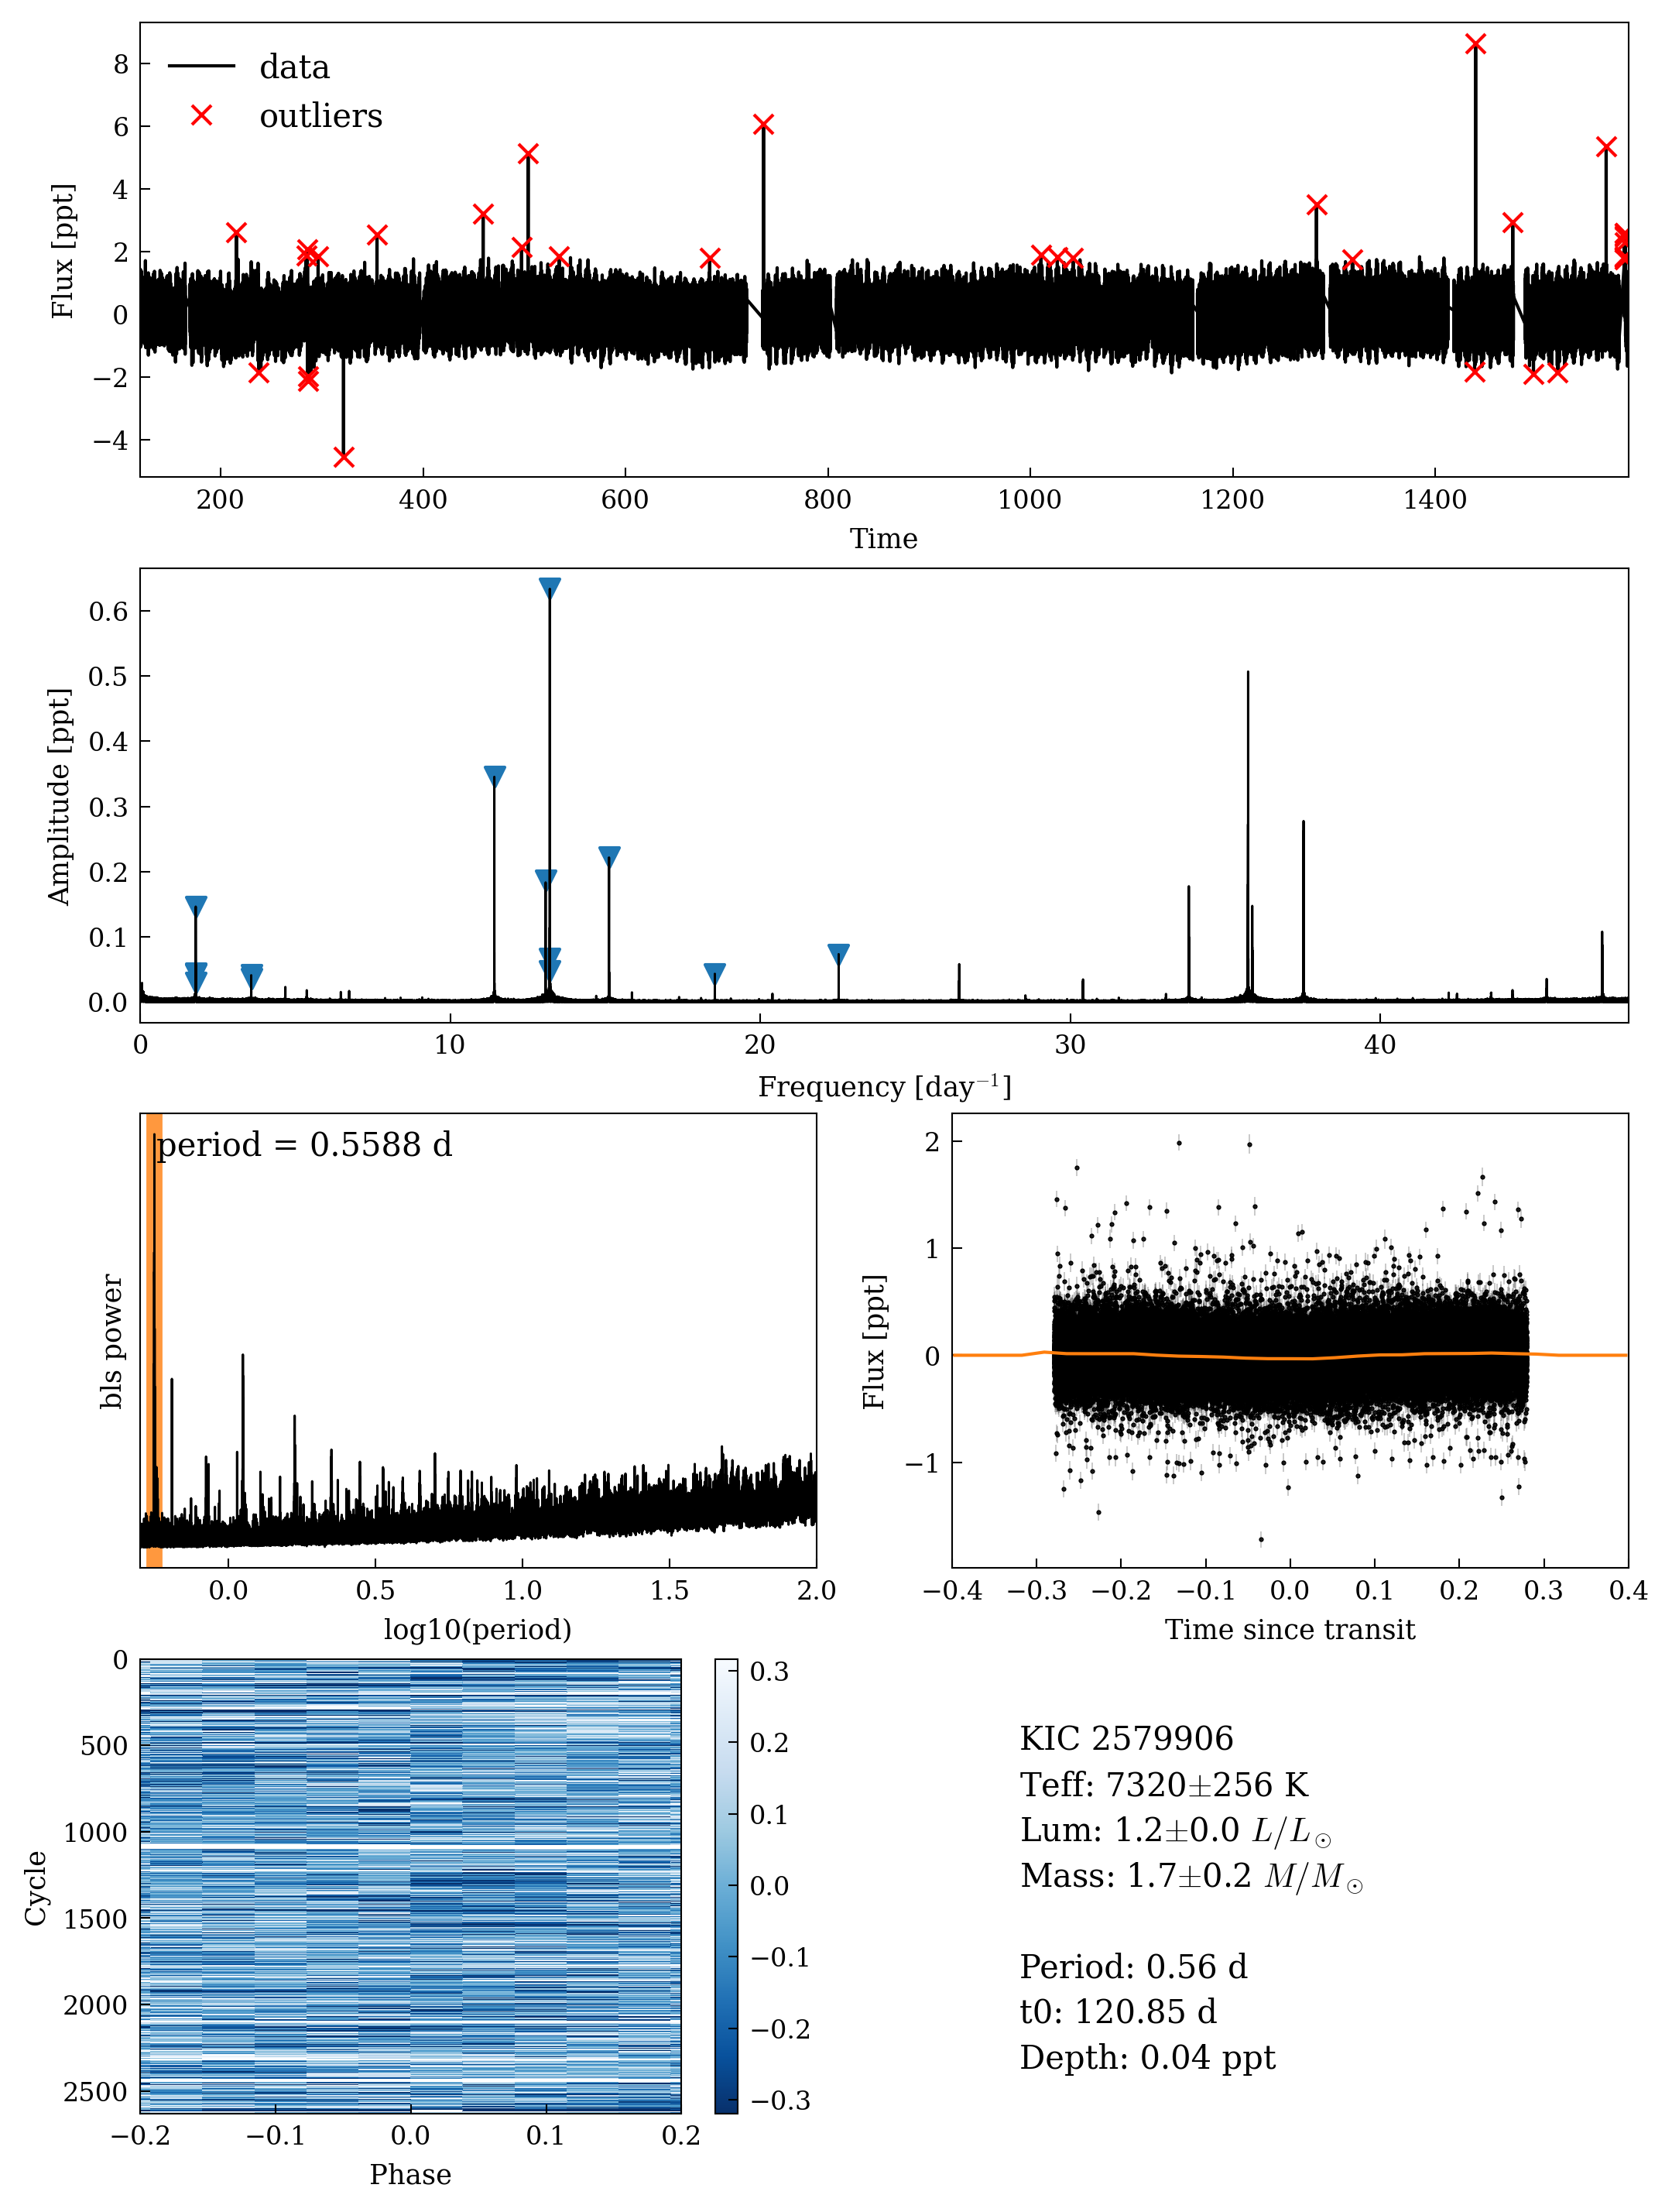 data
outliers
8
6
4
2
0
−2
−4
Flux [ppt]
200 400 600 800 1000 1200 1400
Time
0.6
0.5
0.4
0.3
0.2
0.1
0.0
Amplitude [ppt]
0 10 20 30 40
Frequency [day⁻¹]
period = 0.5588 d
bls power
0.0 0.5 1.0 1.5 2.0
log10(period)
2
1
0
−1
Flux [ppt]
−0.4 −0.3 −0.2 −0.1 0.0 0.1 0.2 0.3 0.4
Time since transit
0
500
1000
1500
2000
2500
Cycle
−0.2 −0.1 0.0 0.1 0.2
Phase
0.3
0.2
0.1
0.0
−0.1
−0.2
−0.3
KIC 2579906
Teff: 7320±256 K
Lum: 1.2±0.0 L/L☉
Mass: 1.7±0.2 M/M☉
Period: 0.56 d
t0: 120.85 d
Depth: 0.04 ppt